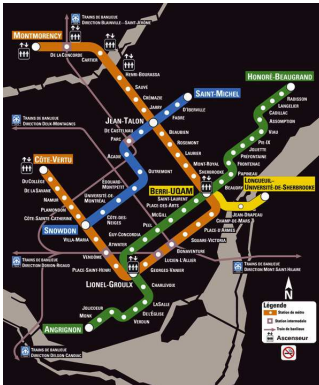 TRAINS DE BANLIEUE
DIRECTION BLAINVILLE - SAINT-JÉRÔME
MONTMORENCY
DE LA CONCORDE
CARTIER
HENRI-BOURASSA
SAUVÉ
CRÉMAZIE
JARRY
SAINT-MICHEL
D'IBERVILLE
FABRE
JEAN-TALON
DE CASTELNAU
PARC
ACADIE
OUTREMONT
ÉDOUARD-MONTPETIT
UNIVERSITÉ DE MONTRÉAL
CÔTE-DES-NEIGES
BEAUBIEN
ROSEMONT
LAURIER
MONT-ROYAL
SHERBROOKE
HONORÉ-BEAUGRAND
RADISSON
LANGELIER
CADILLAC
ASSOMPTION
VIAU
PIE-IX
JOLIETTE
PRÉFONTAINE
FRONTENAC
PAPINEAU
BEAUDRY
TRAINS DE BANLIEUE
DIRECTION DEUX-MONTAGNES
CÔTE-VERTU
DU COLLÈGE
DE LA SAVANE
NAMUR
PLAMONDON
CÔTE-SAINTE-CATHERINE
SNOWDON
VILLA-MARIA
VENDÔME
PLACE SAINT-HENRI
BERRI-UQAM
SAINT-LAURENT
PLACE-DES-ARTS
MCGILL
PEEL
GUY-CONCORDIA
ATWATER
LIONEL-GROULX
LONGUEUIL-
UNIVERSITÉ-DE-SHERBROOKE
JEAN-DRAPEAU
CHAMP-DE-MARS
PLACE-D'ARMES
SQUARE-VICTORIA
BONAVENTURE
LUCIEN-L'ALLIER
GEORGES-VANIER
TRAINS DE BANLIEUE
DIRECTION DORION-RIGAUD
TRAINS DE BANLIEUE
DIRECTION MONT SAINT HILAIRE
CHARLEVOIX
LASALLE
DE L'ÉGLISE
VERDUN
JOLICOEUR
MONK
ANGRIGNON
TRAINS DE BANLIEUE
DIRECTION DELSON-CANDIAC
N
Légende
Station de métro
Station intermodale
Train de banlieue
Ascenseur